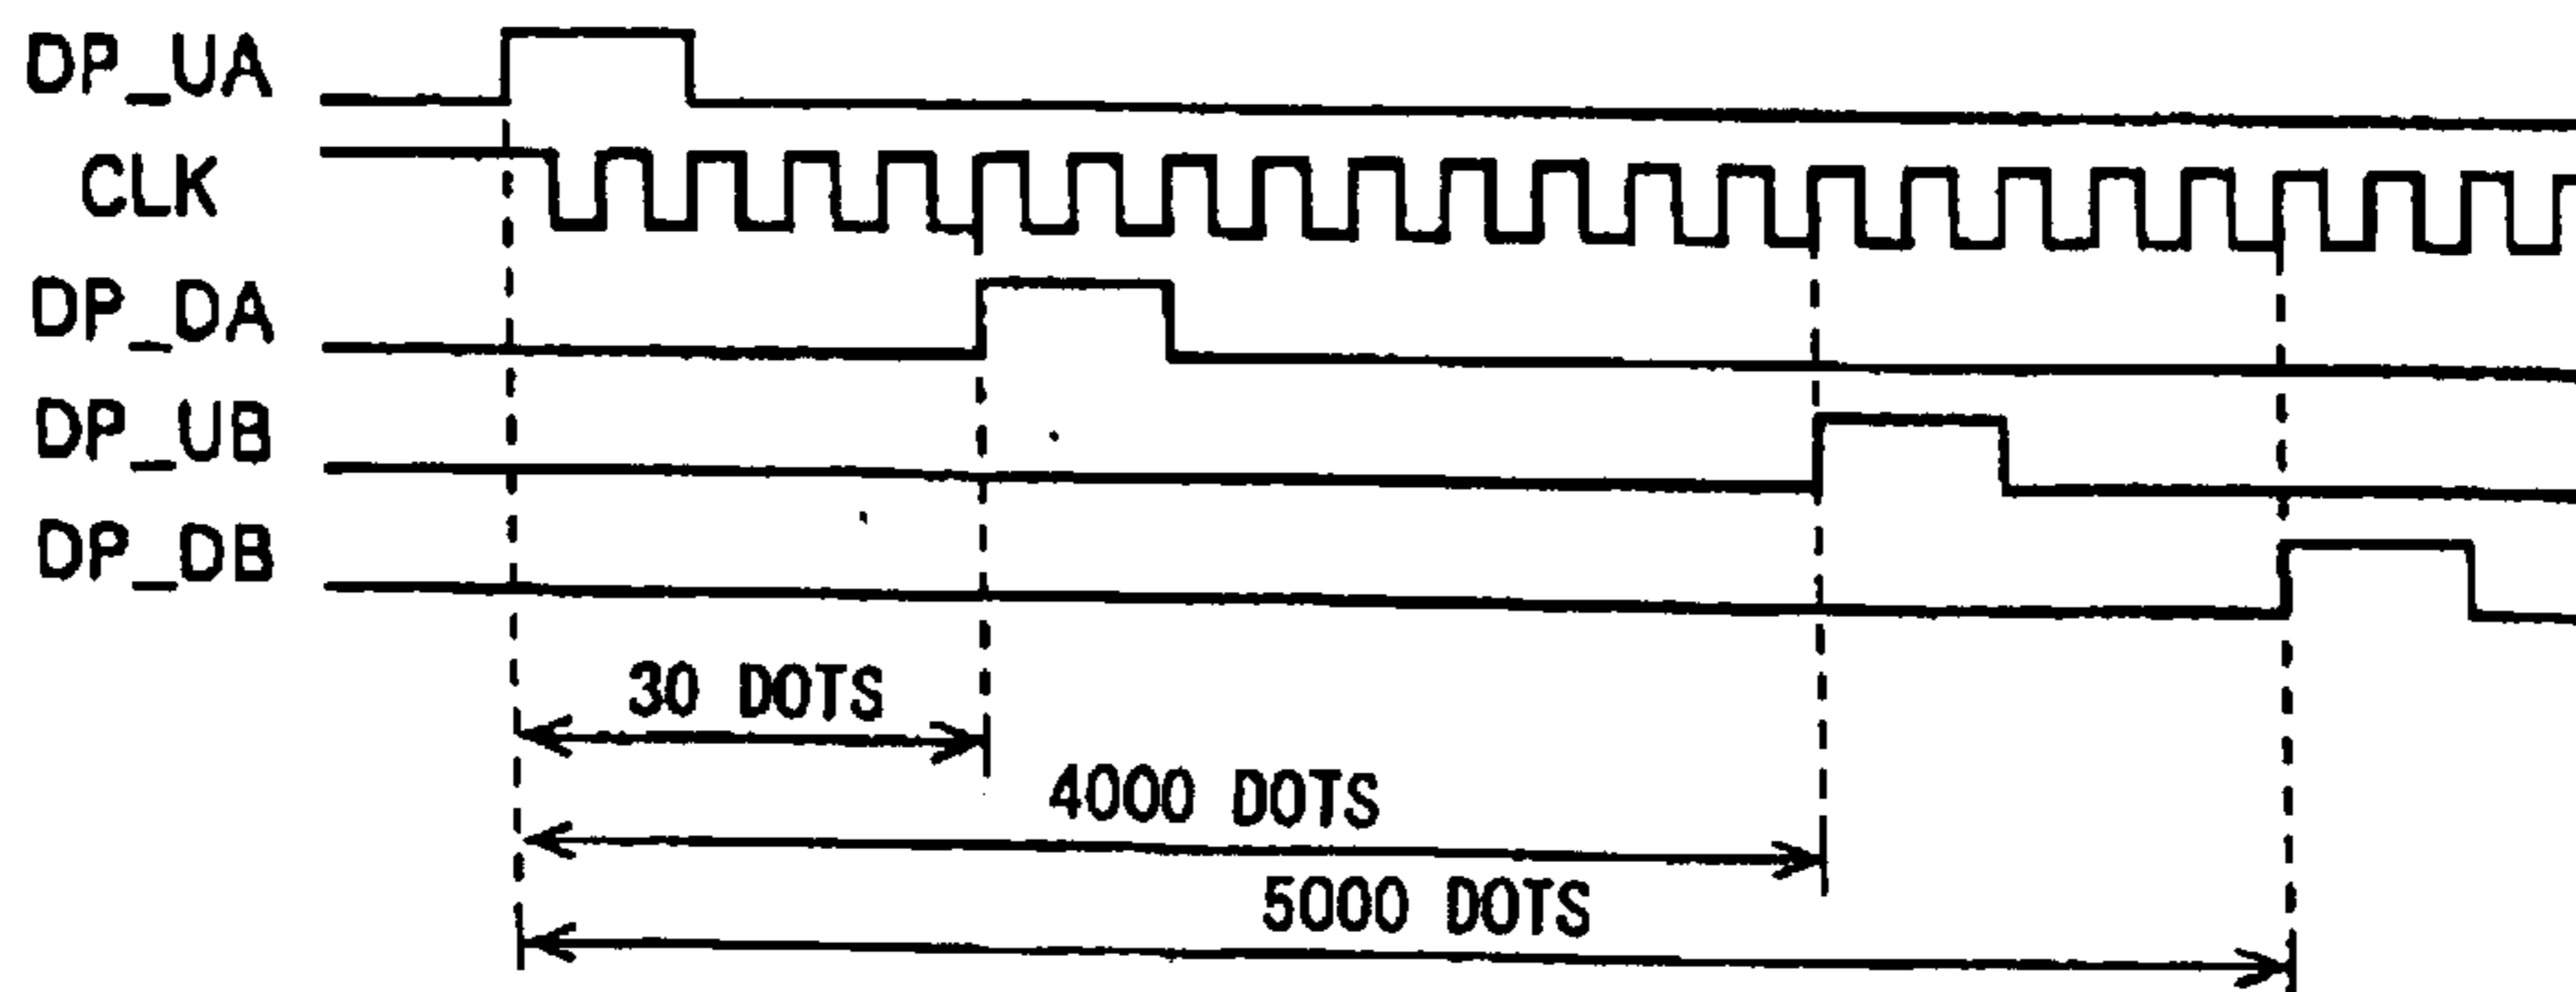 DP_UA
CLK
DP_DA
DP_UB
DP_DB
30 DOTS
4000 DOTS
5000 DOTS